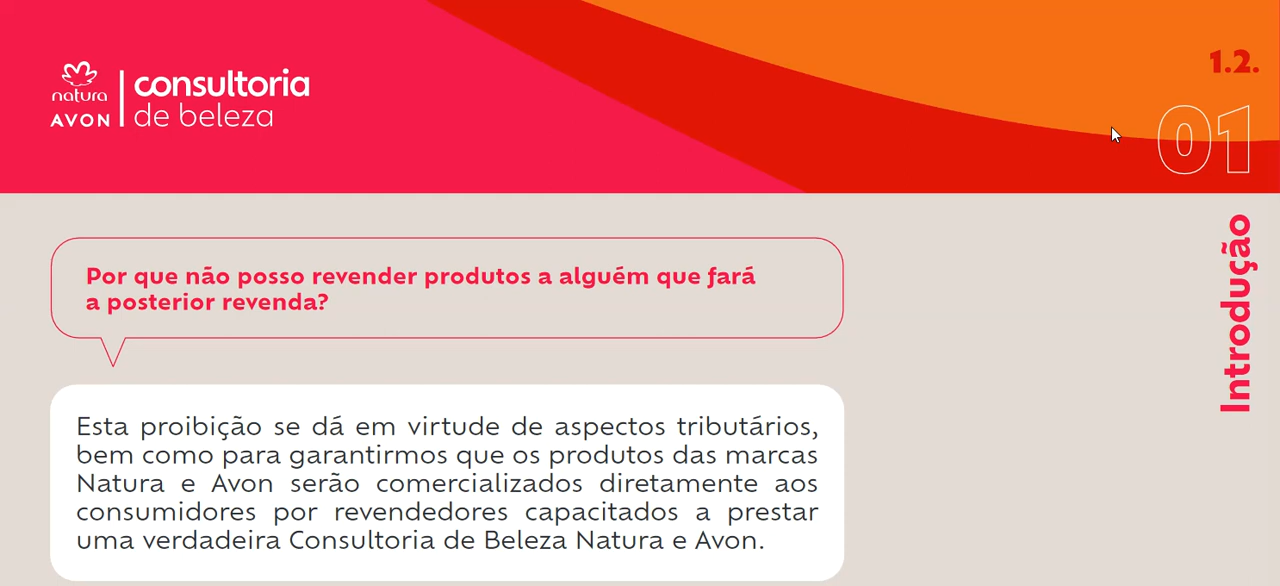 natura
AVON
consultoria
de beleza
1.2.
01
Introdução
Por que não posso revender produtos a alguém que fará
a posterior revenda?
Esta proibição se dá em virtude de aspectos tributários,
bem como para garantirmos que os produtos das marcas
Natura e Avon serão comercializados diretamente aos
consumidores por revendedores capacitados a prestar
uma verdadeira Consultoria de Beleza Natura e Avon.